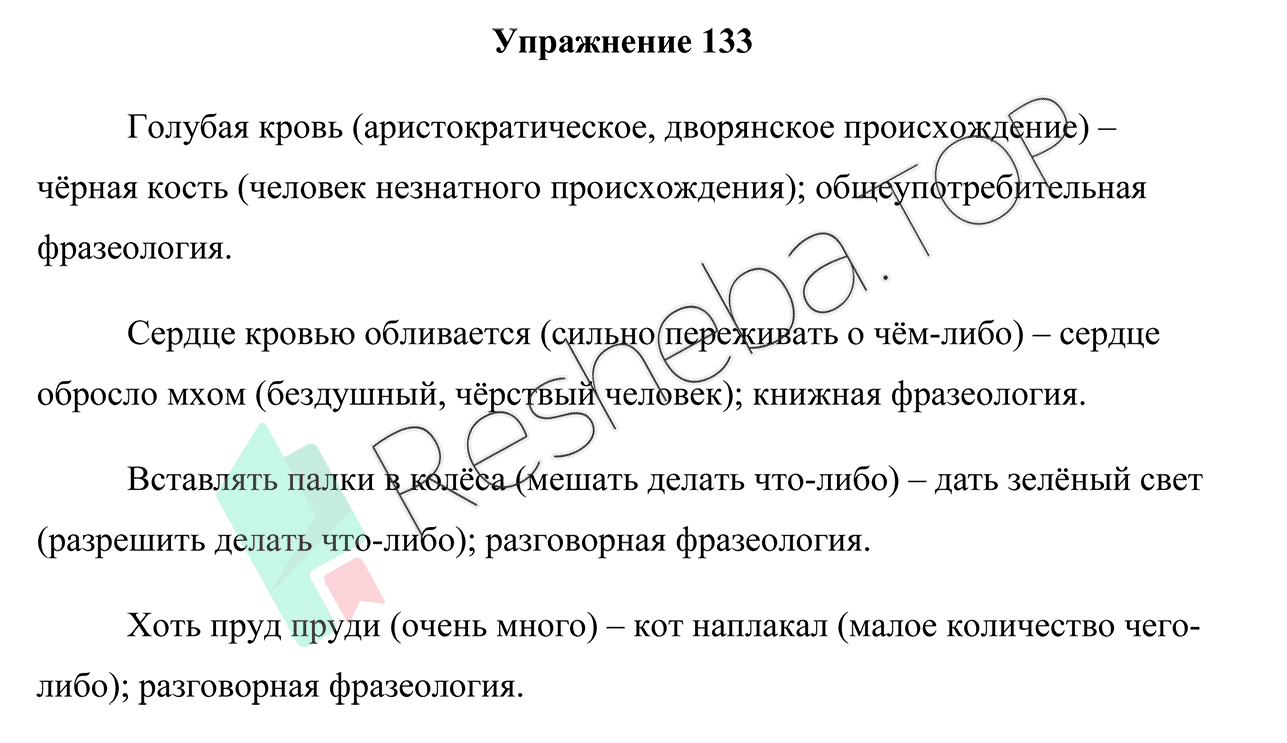 Упражнение 133
Голубая кровь (аристократическое, дворянское происхождение) –
чёрная кость (человек незнатного происхождения); общеупотребительная
фразеология.
Сердце кровью обливается (сильно переживать о чём-либо) – сердце
обросло мхом (бездушный, чёрствый человек); книжная фразеология.
Вставлять палки в колёса (мешать делать что-либо) – дать зелёный свет
(разрешить делать что-либо); разговорная фразеология.
Хоть пруд пруди (очень много) – кот наплакал (малое количество чего-
либо); разговорная фразеология.
Resheba.TOP